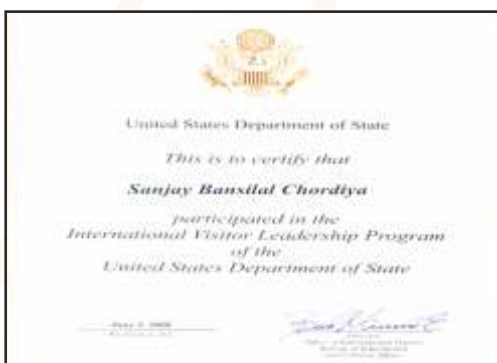 United States Department of State
This is to certify that
Sanjay Bansilal Chordiya
participated in the
International Visitor Leadership Program
of the
United States Department of State